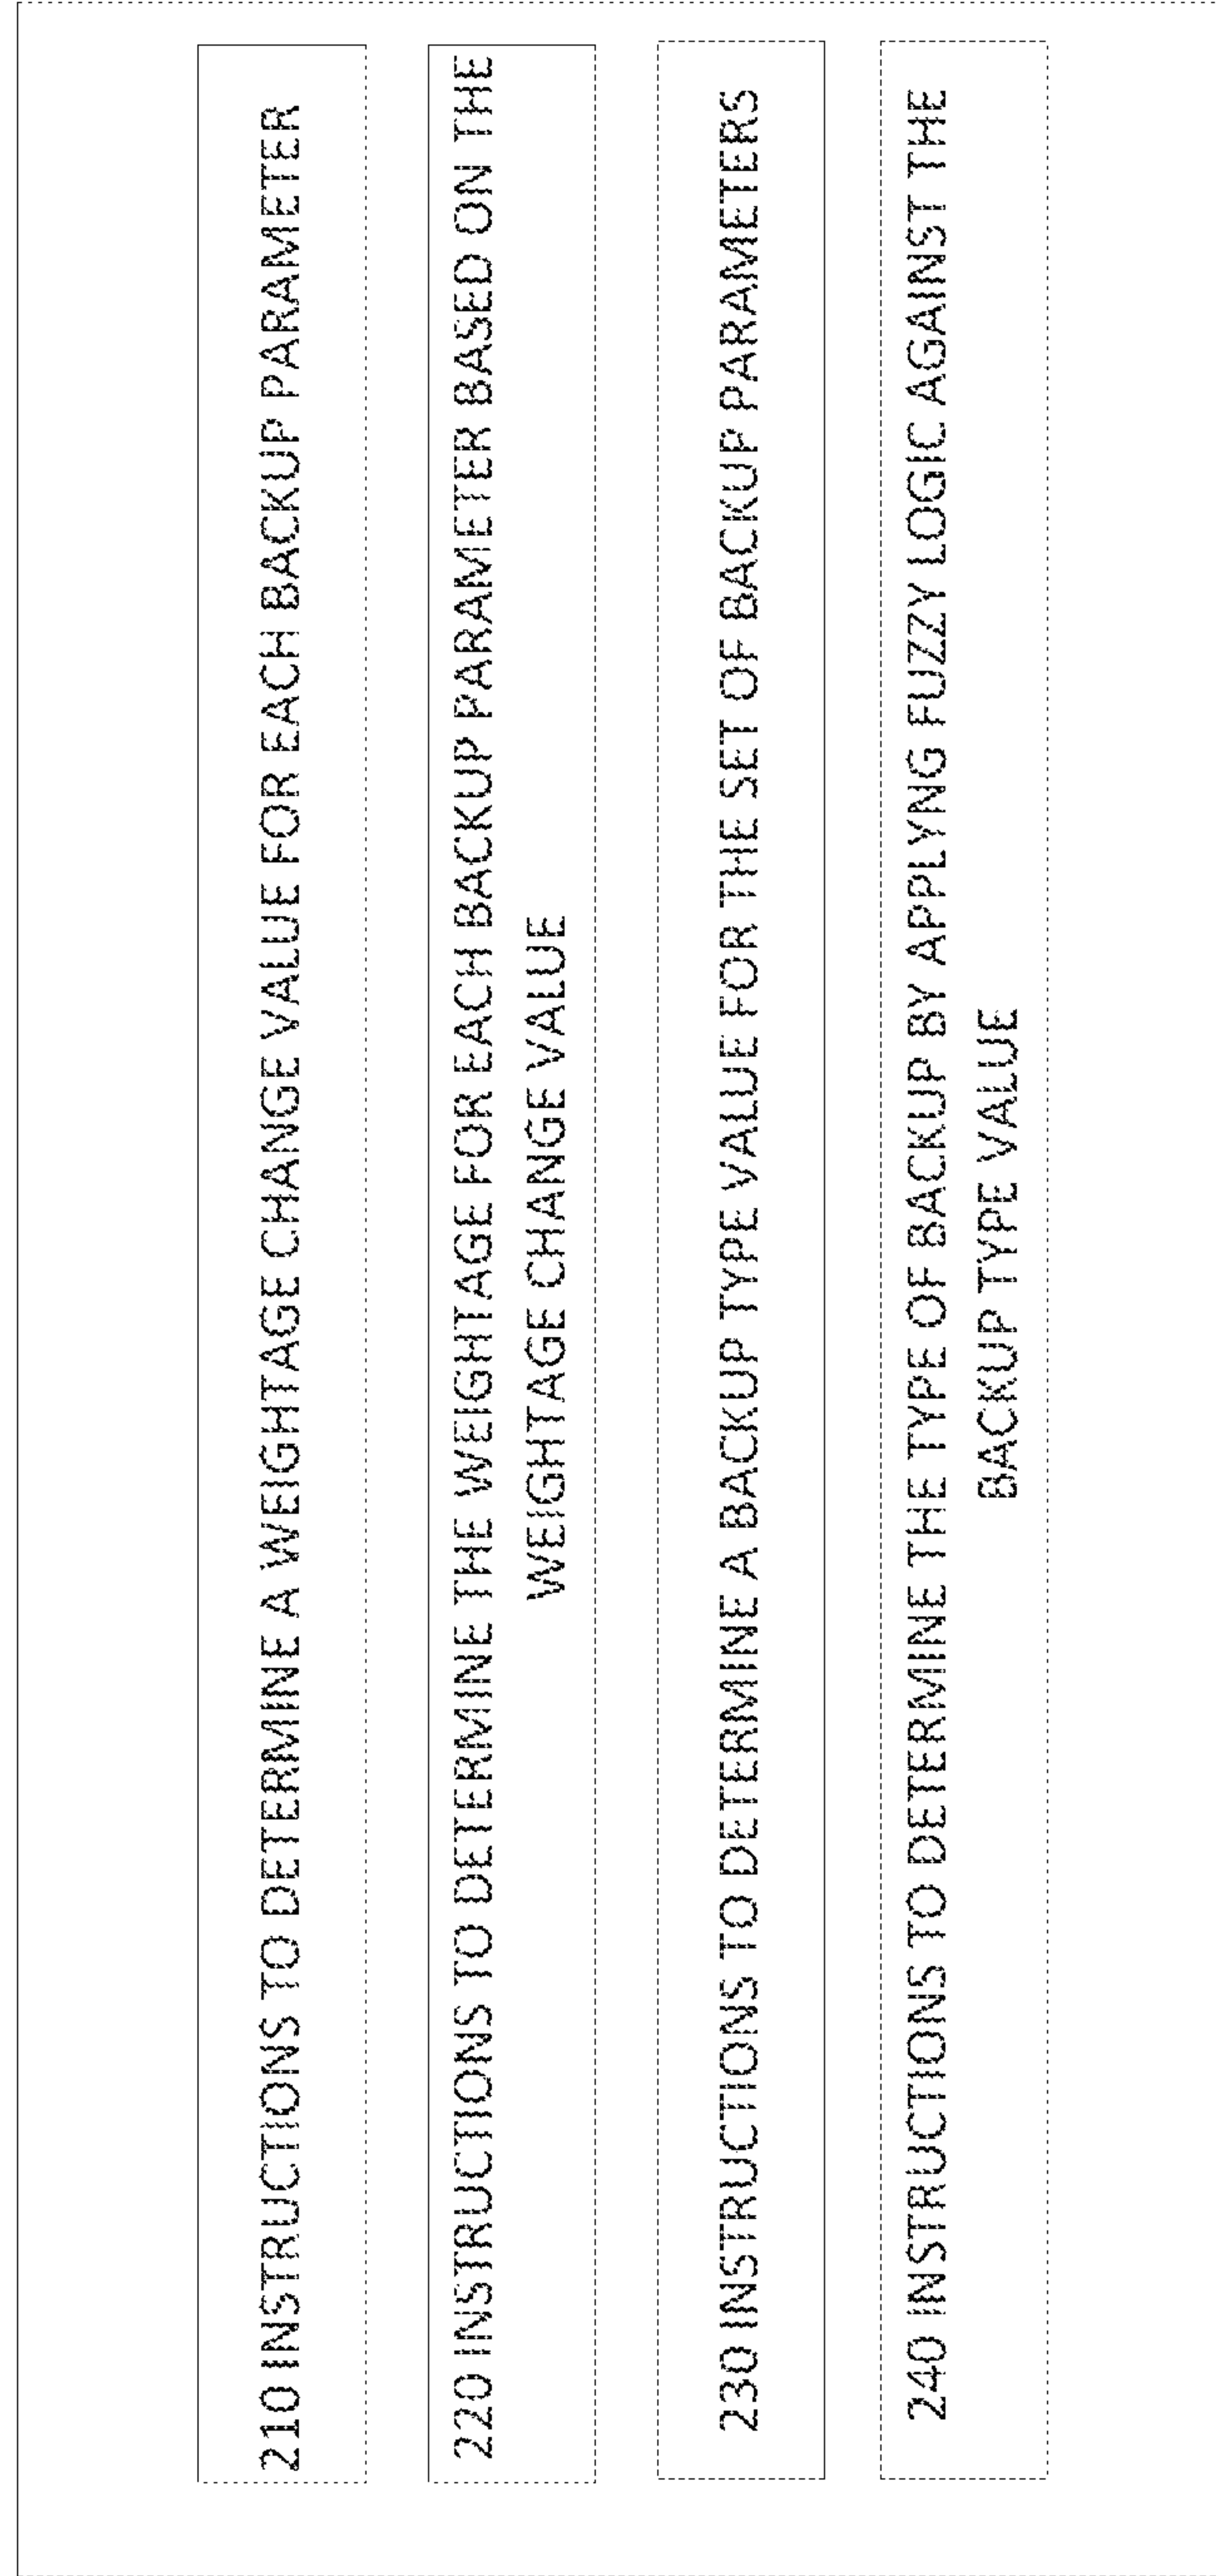 210 INSTRUCTIONS TO DETERMINE A WEIGHTAGE CHANGE VALUE FOR EACH BACKUP PARAMETER
220 INSTRUCTIONS TO DETERMINE THE WEIGHTAGE FOR EACH BACKUP PARAMETER BASED ON THE
WEIGHTAGE CHANGE VALUE
230 INSTRUCTIONS TO DETERMINE A BACKUP TYPE VALUE FOR THE SET OF BACKUP PARAMETERS
240 INSTRUCTIONS TO DETERMINE THE TYPE OF BACKUP BY APPLYNG FUZZY LOGIC AGAINST THE
BACKUP TYPE VALUE